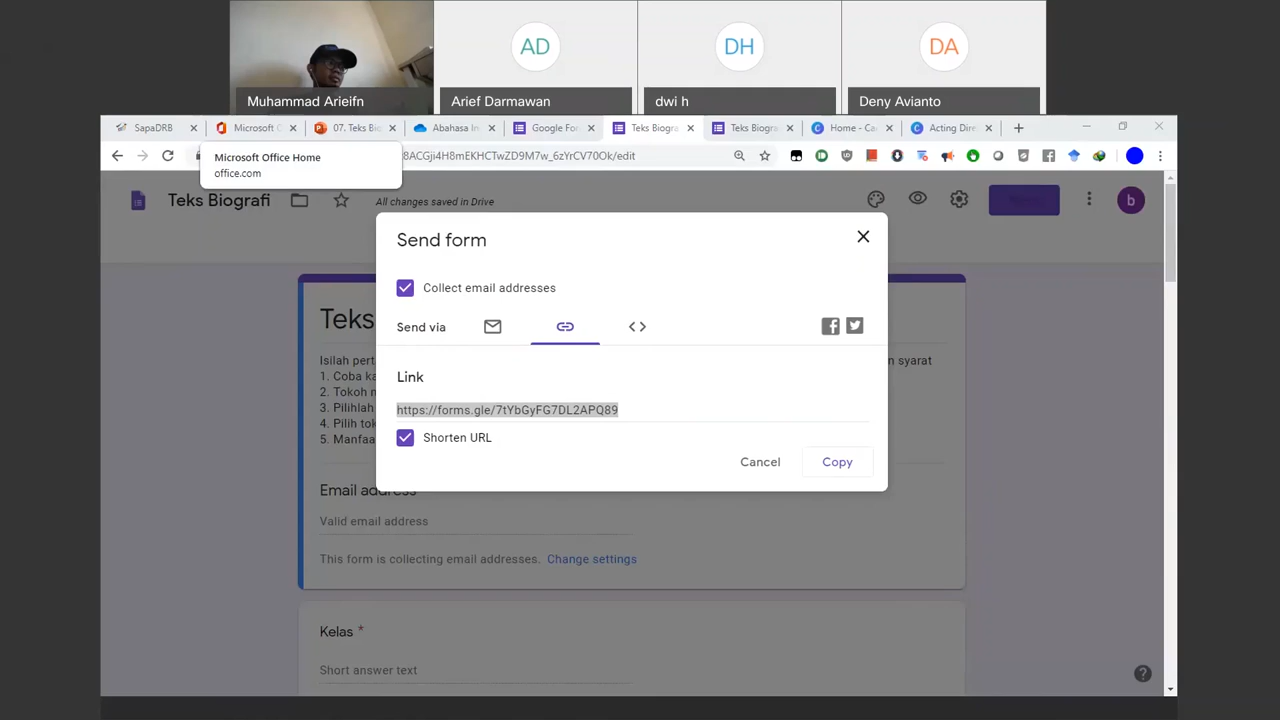 AD
DH
DA
Muhammad Arieifn
Arief Darmawan
dwi h
Deny Avianto
SapaDRB
Microsoft O
07. Teks Bio
Abahasa In
Google For
Teks Biogra
Teks Biogra
Home - Ca
Acting Dire
8ACGji4H8mEKHCTwZD9M7w_6zYrCV70Ok/edit
Microsoft Office Home
office.com
Teks Biografi
All changes saved in Drive
b
Send form
Collect email addresses
Send via
Link
https://forms.gle/7tYbGyFG7DL2APQ89
Shorten URL
Cancel
Copy
Teks
Isilah pert
syarat
1. Coba ka
2. Tokoh n
3. Pilihlah
4. Pilih tok
5. Manfaa
Email address
Valid email address
This form is collecting email addresses. Change settings
Kelas *
Short answer text